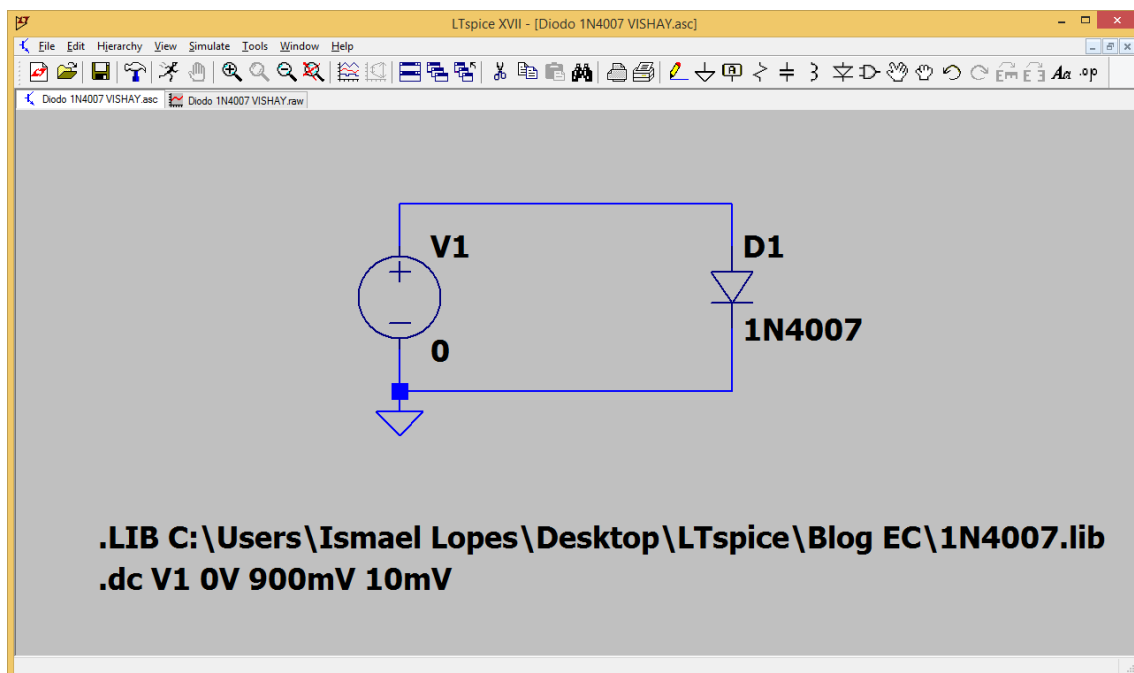 LTspice XVII - [Diodo 1N4007 VISHAY.asc]
File Edit Hierarchy View Simulate Tools Window Help
Aa .op
Diodo 1N4007 VISHAY.asc Diodo 1N4007 VISHAY.raw
V1 D1
1N4007
0
.LIB C:\Users\Ismael Lopes\Desktop\LTspice\Blog EC\1N4007.lib
.dc V1 0V 900mV 10mV